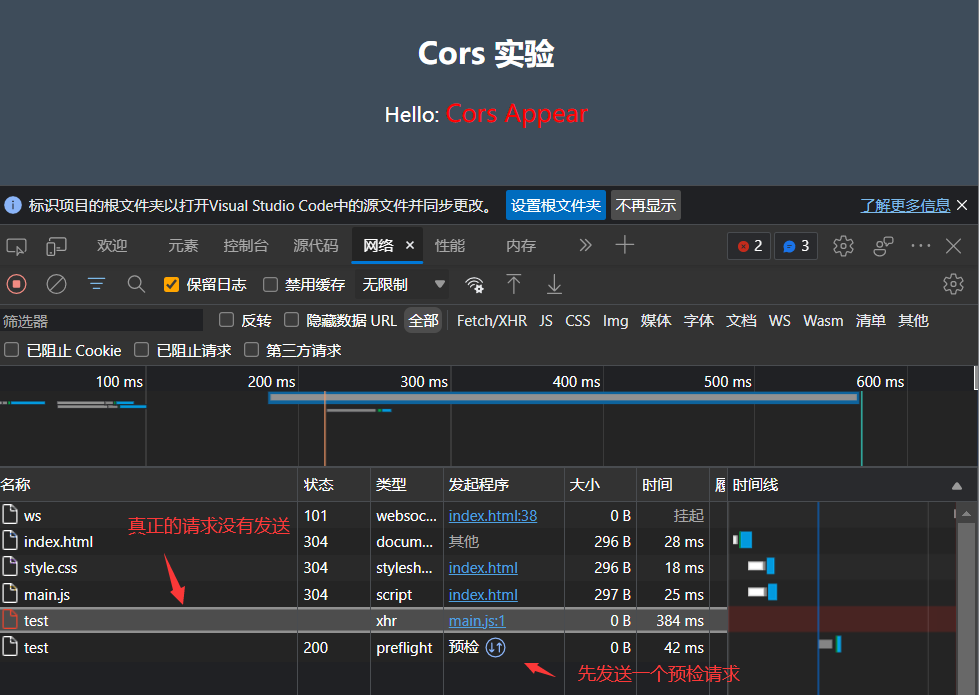 Cors 实验
Hello: Cors Appear
标识项目的根文件夹以打开Visual Studio Code中的源文件并同步更改。 设置根文件夹 不再显示 了解更多信息
欢迎 元素 控制台 源代码 网络 性能 内存 2 3
保留日志 禁用缓存 无限制
筛选器 反转 隐藏数据 URL 全部 Fetch/XHR JS CSS Img 媒体 字体 文档 WS Wasm 清单 其他
已阻止 Cookie 已阻止请求 第三方请求
100 ms 200 ms 300 ms 400 ms 500 ms 600 ms
名称 状态 类型 发起程序 大小 时间 时间线
ws 101 websoc... index.html:38 0 B 挂起
真正的请求没有发送
index.html 304 docum... 其他 296 B 28 ms
style.css 304 stylesh... index.html 296 B 18 ms
main.js 304 script index.html 297 B 25 ms
test xhr main.js:1 0 B 384 ms
test 200 preflight 预检 0 B 42 ms
先发送一个预检请求